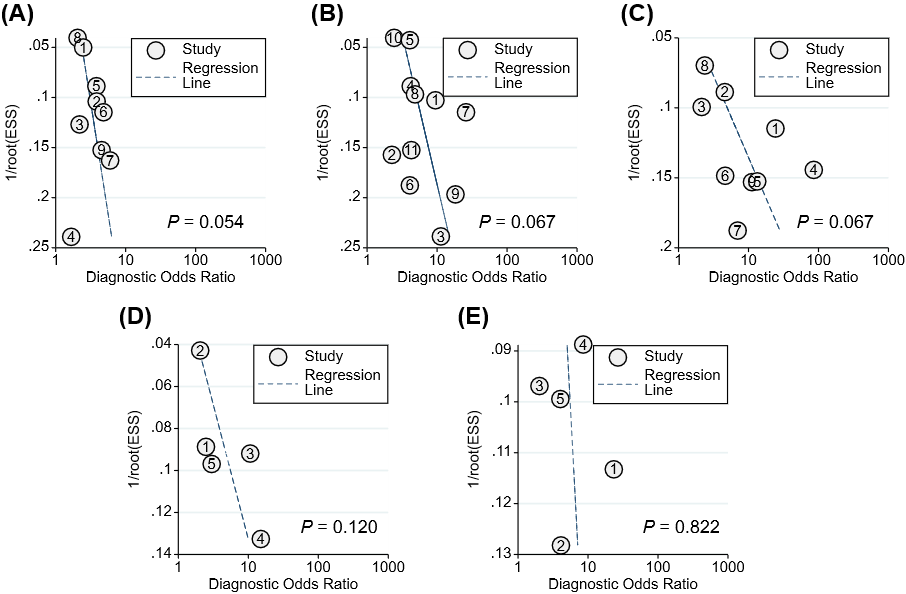 (A)
.05
.1
.15
.2
.25
1/root(ESS)
8
1
5
2
6
3
9
7
4
Study
Regression
Line
P = 0.054
1 10 100 1000
Diagnostic Odds Ratio
(B)
.05
.1
.15
.2
.25
1/root(ESS)
10
5
4
8
1
7
2
11
6
9
3
Study
Regression
Line
P = 0.067
1 10 100 1000
Diagnostic Odds Ratio
(C)
.05
.1
.15
.2
1/root(ESS)
8
2
3
1
4
6
9
5
7
Study
Regression
Line
P = 0.067
1 10 100 1000
Diagnostic Odds Ratio
(D)
.04
.06
.08
.1
.12
.14
1/root(ESS)
2
1
3
5
4
Study
Regression
Line
P = 0.120
1 10 100 1000
Diagnostic Odds Ratio
(E)
.09
.1
.11
.12
.13
1/root(ESS)
4
3
5
1
2
Study
Regression
Line
P = 0.822
1 10 100 1000
Diagnostic Odds Ratio